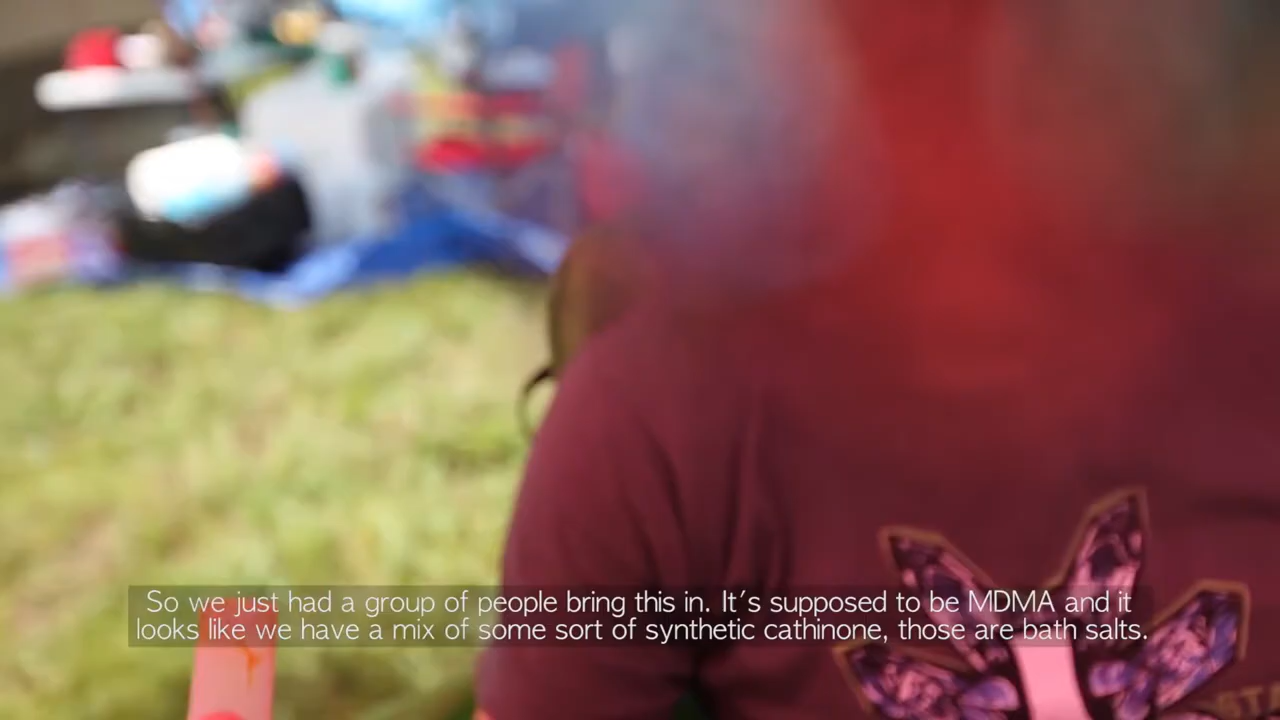 So we just had a group of people bring this in. It's supposed to be MDMA and it
looks like we have a mix of some sort of synthetic cathinone, those are bath salts.